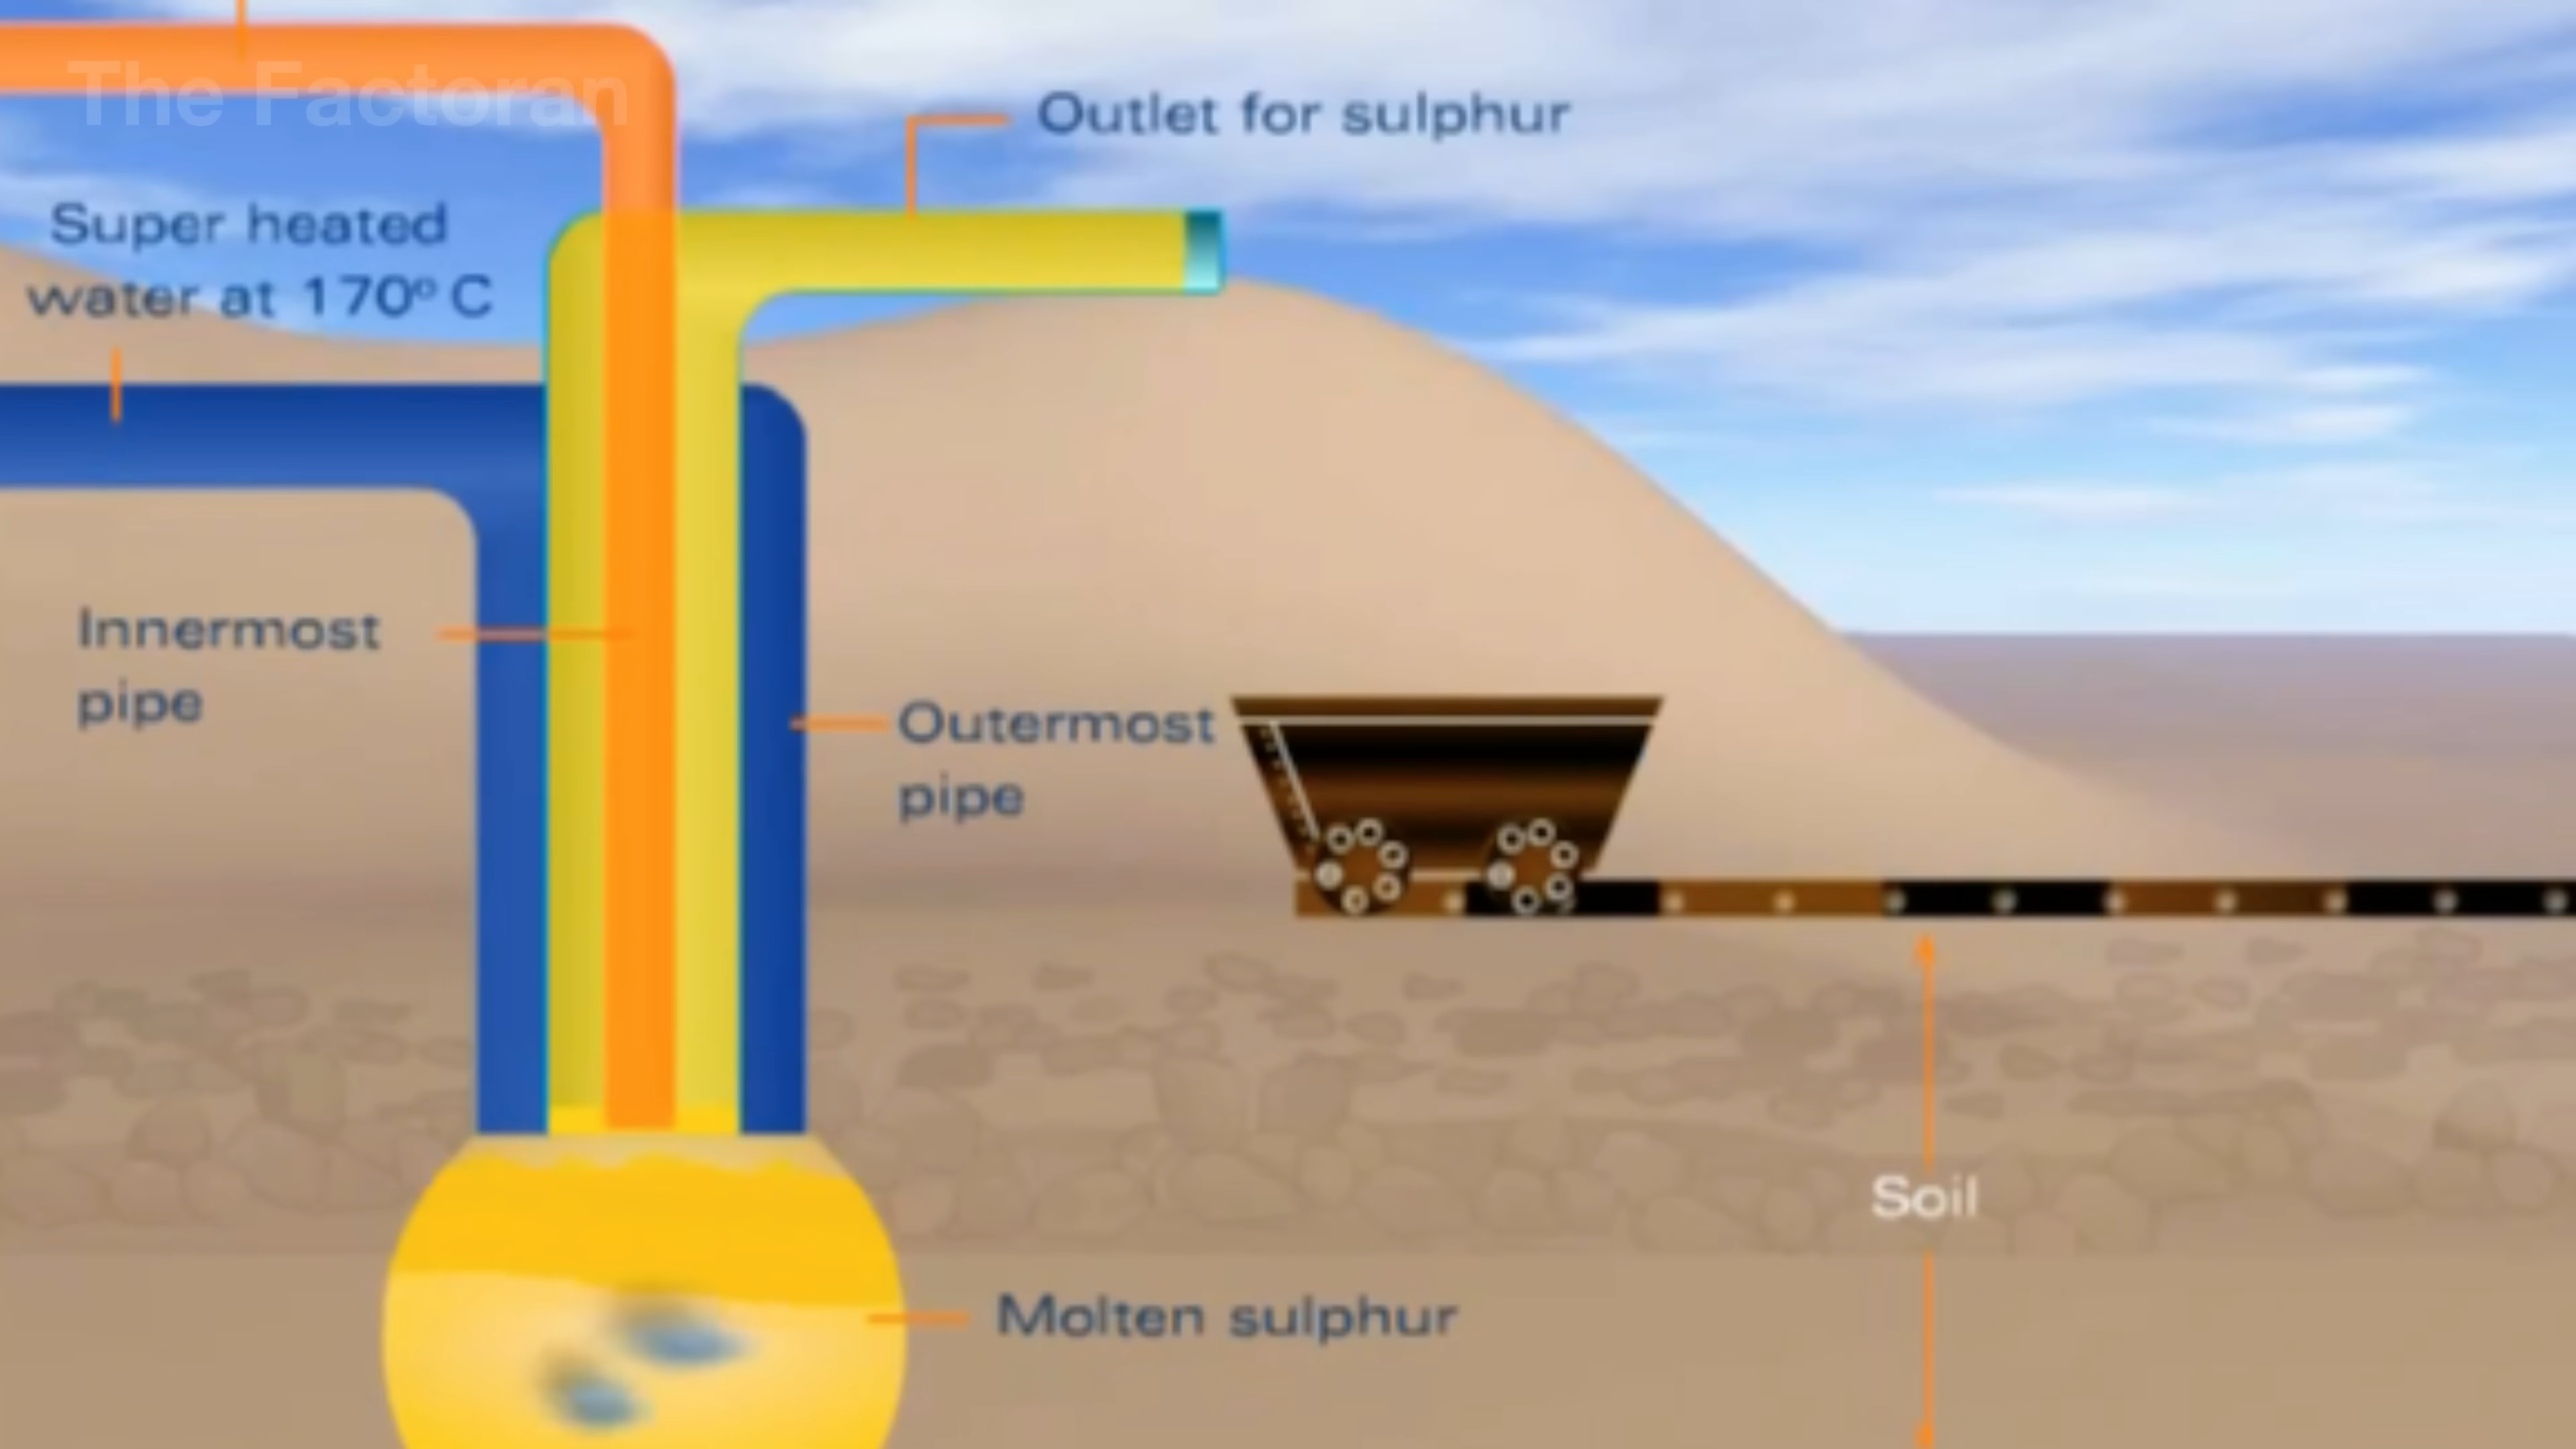 The Factoran
Outlet for sulphur
Super heated
water at 170° C
Innermost
pipe
Outermost
pipe
Soil
Molten sulphur